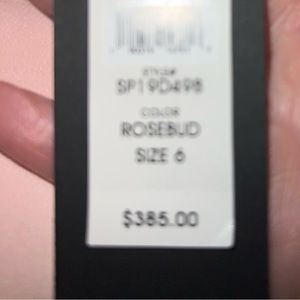 STYLE#
SP19D498
COLOR
ROSEBUD
SIZE 6
$385.00